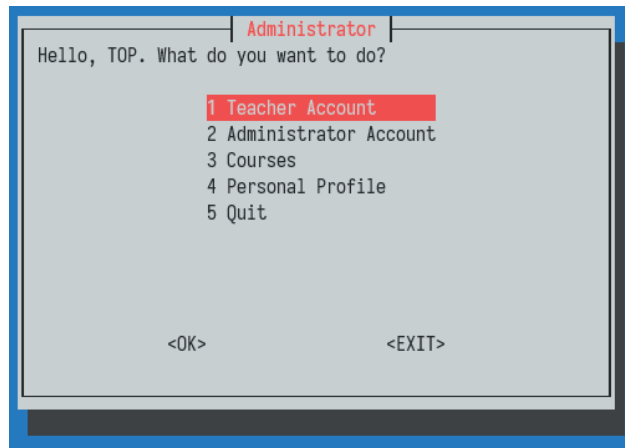 Administrator
Hello, TOP. What do you want to do?
1 Teacher Account
2 Administrator Account
3 Courses
4 Personal Profile
5 Quit
<OK> <EXIT>